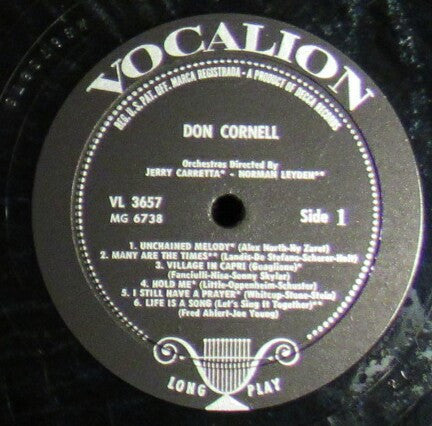 VOCALION
REG. U.S. PAT. OFF. MARCA REGISTRADA - A PRODUCT OF DECCA RECORDS
DON CORNELL
Orchestras Directed By
JERRY CARRETTA* - NORMAN LEYDEN**
VL 3657
MG 6738
Side 1
1. UNCHAINED MELODY* (Alex North-Hy Zaret)
2. MANY ARE THE TIMES** (Landis-De Stefano-Scherer-Hoff)
3. VILLAGE IN CAPRI (Guaglione)*
(Fanciulli-Nisa-Sunny Skylar)
4. HOLD ME* (Little-Oppenheim-Schuster)
5. I STILL HAVE A PRAYER* (Whitcup-Stone-Stein)
6. LIFE IS A SONG (Let's Sing It Together)**
(Fred Ahlert-Joe Young)
LONG PLAY